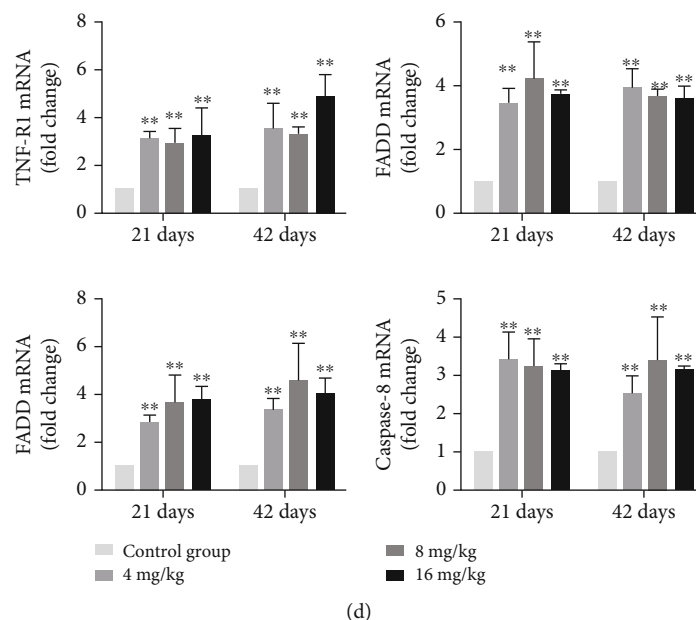 TNF-R1 mRNA
(fold change)
8
6
4
2
0
** ** ** ** ** **
21 days 42 days
FADD mRNA
(fold change)
8
6
4
2
0
** ** ** ** ** **
21 days 42 days
FADD mRNA
(fold change)
8
6
4
2
0
** ** ** ** ** **
21 days 42 days
Caspase-8 mRNA
(fold change)
5
4
3
2
1
0
** ** ** ** ** **
21 days 42 days
Control group
4 mg/kg
8 mg/kg
16 mg/kg
(d)